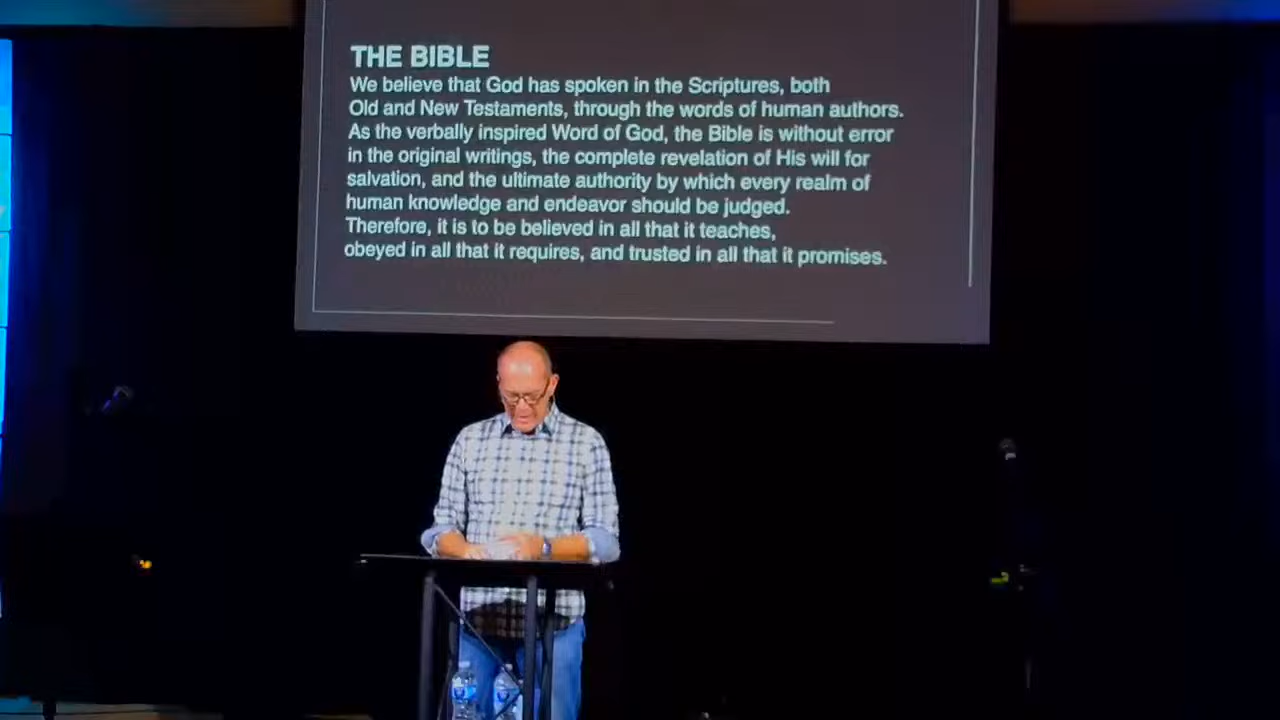 THE BIBLE
We believe that God has spoken in the Scriptures, both
Old and New Testaments, through the words of human authors.
As the verbally inspired Word of God, the Bible is without error
in the original writings, the complete revelation of His will for
salvation, and the ultimate authority by which every realm of
human knowledge and endeavor should be judged.
Therefore, it is to be believed in all that it teaches,
obeyed in all that it requires, and trusted in all that it promises.